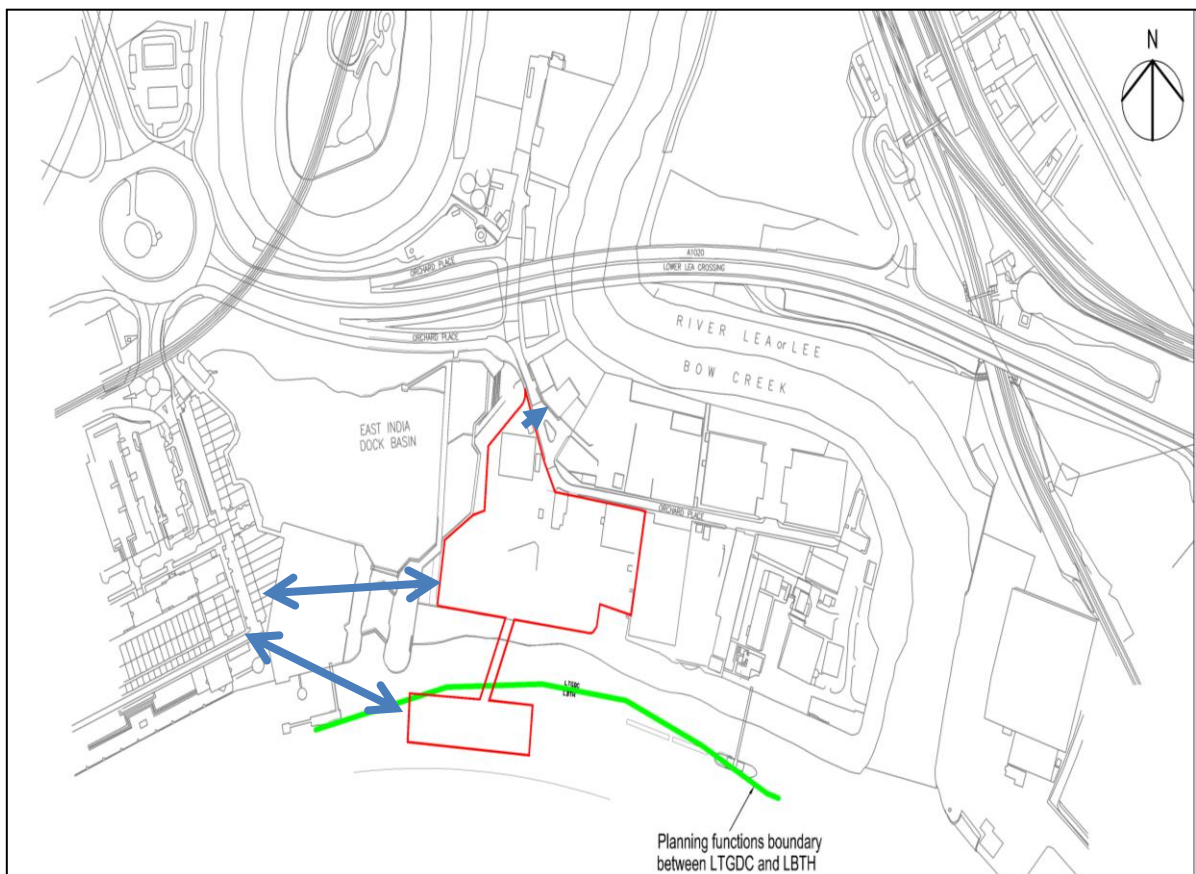 N
A1020
ORCHARD PLACE
LOWER LEA CROSSING
ORCHARD PLACE
RIVER LEA or LEE
BOW CREEK
EAST INDIA
DOCK BASIN
ORCHARD PLACE
LTGDC
LBTH
Planning functions boundary
between LTGDC and LBTH